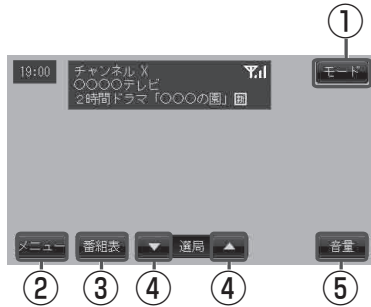 ①
19:00
チャンネル X
○○○○テレビ
2時間ドラマ「○○○の園」
モード
メニュー 番組表 ▼ 選局 ▲ 音量
② ③ ④ ④ ⑤